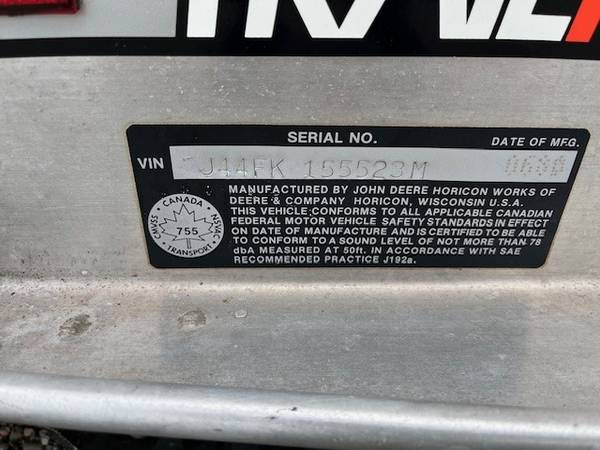 TRAILF
SERIAL NO. DATE OF MFG.
VIN J44FK 155523M 0680
MANUFACTURED BY JOHN DEERE HORICON WORKS OF
DEERE & COMPANY HORICON, WISCONSIN U.S.A.
THIS VEHICLE CONFORMS TO ALL APPLICABLE CANADIAN
FEDERAL MOTOR VEHICLE SAFETY STANDARDS IN EFFECT
ON DATE OF MANUFACTURE AND IS CERTIFIED TO BE ABLE
TO CONFORM TO A SOUND LEVEL OF NOT MORE THAN 78
dbA MEASURED AT 50ft. IN ACCORDANCE WITH SAE
RECOMMENDED PRACTICE J192a.
CANADA
CMVSS NSVAC
755
TRANSPORT